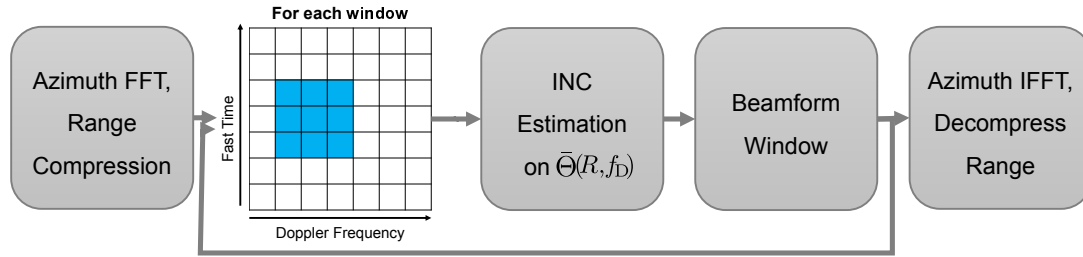 Azimuth FFT,
Range
Compression
For each window
Fast Time
Doppler Frequency
INC
Estimation
on Θ̄(R, f_D)
Beamform
Window
Azimuth IFFT,
Decompress
Range